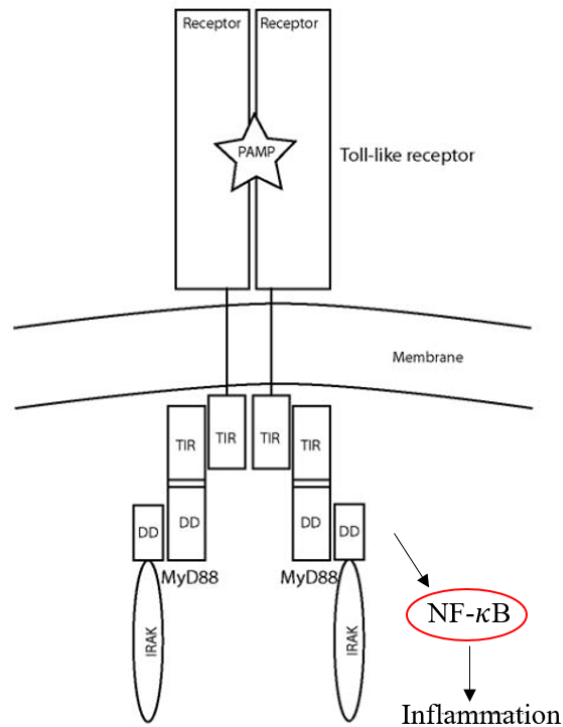 Receptor Receptor
PAMP
Toll-like receptor
Membrane
TIR TIR TIR TIR
DD DD DD DD
MyD88 MyD88
IRAK IRAK
NF-κB
Inflammation